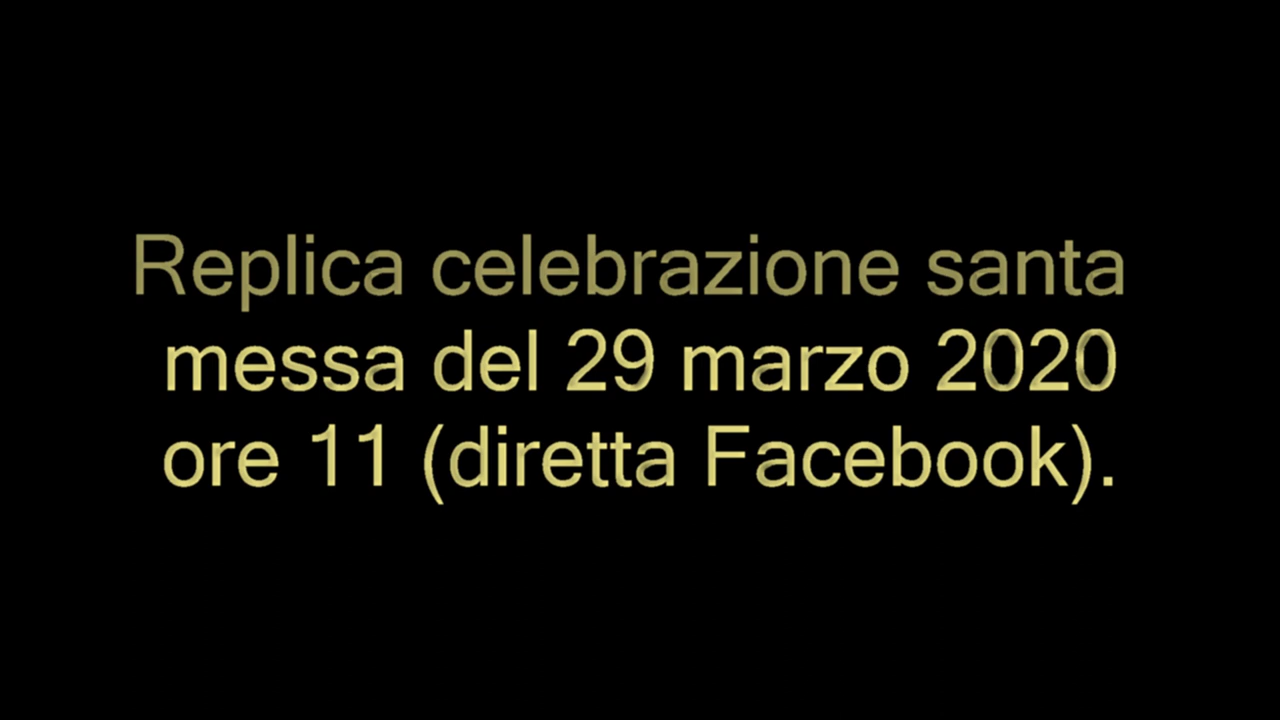 Replica celebrazione santa
messa del 29 marzo 2020
ore 11 (diretta Facebook).